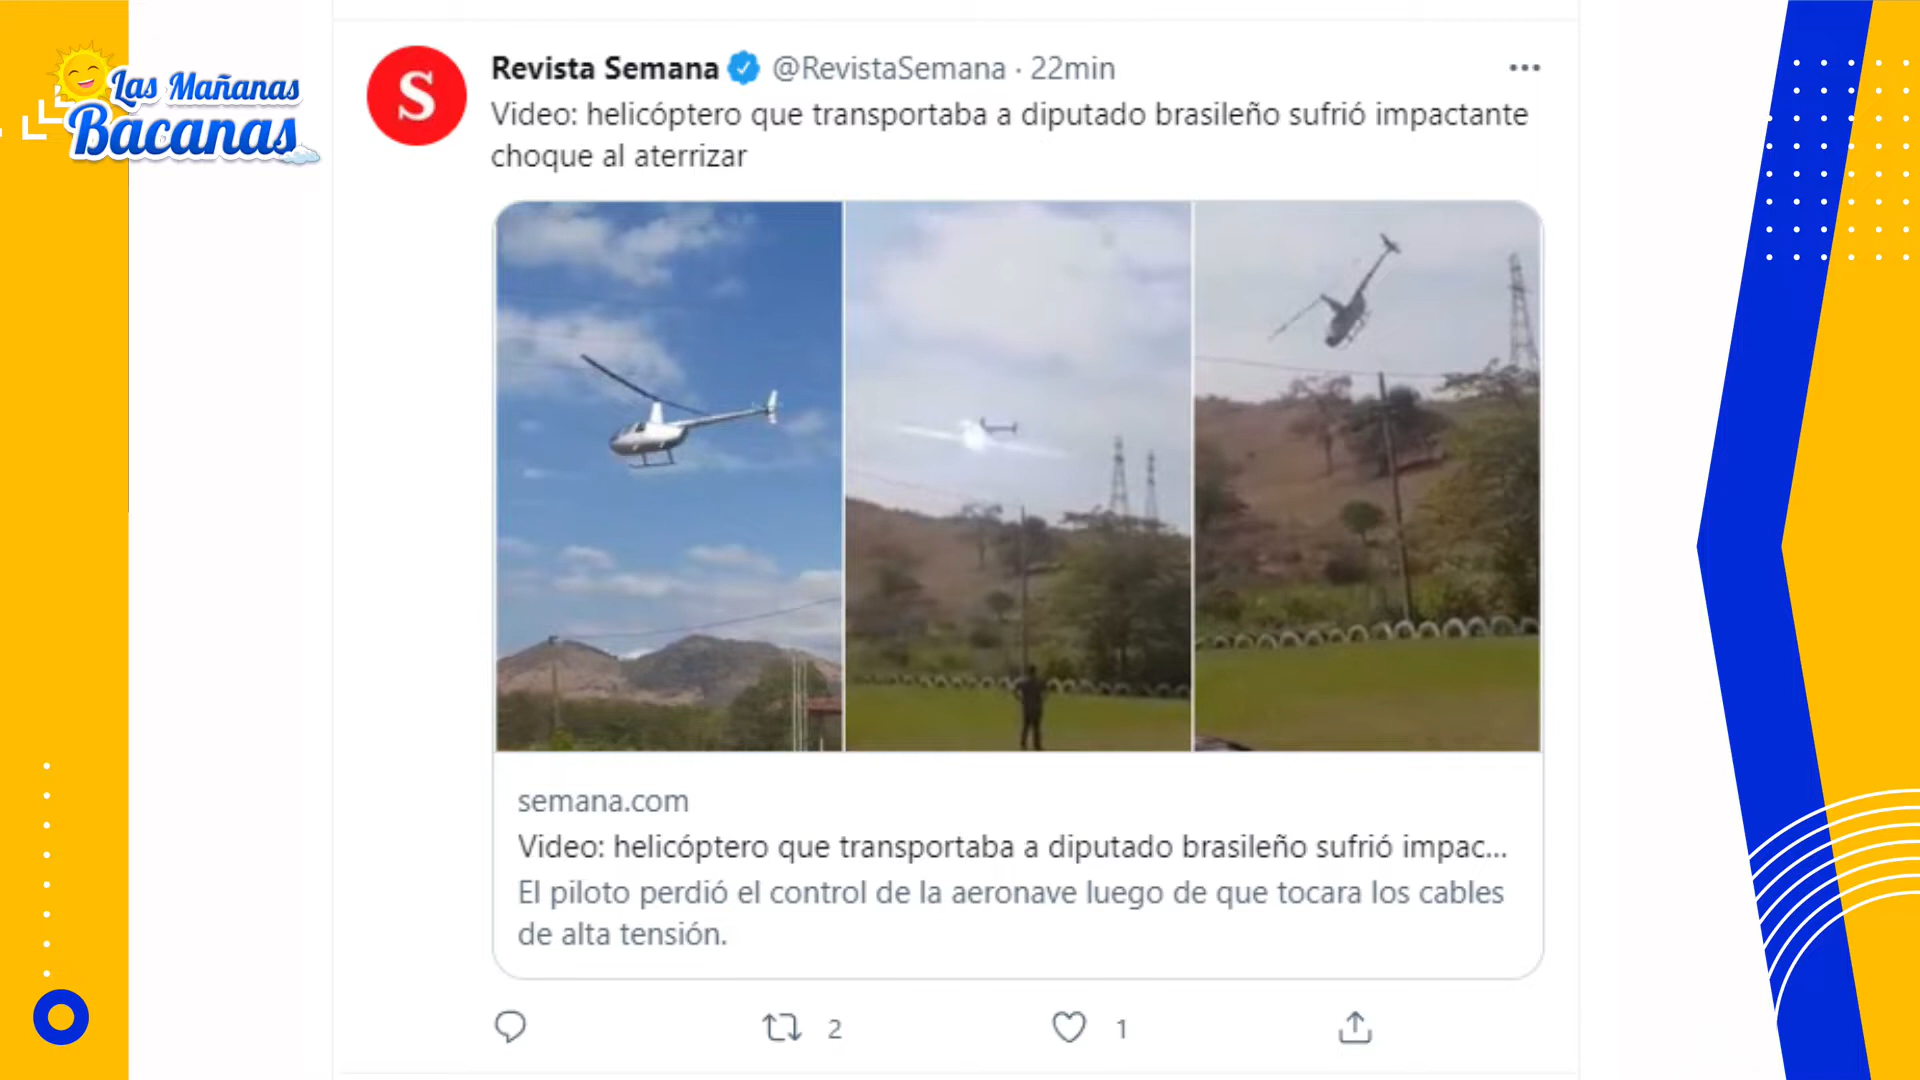 Las Mañanas
Bacanas
S
Revista Semana @RevistaSemana · 22min
Video: helicóptero que transportaba a diputado brasileño sufrió impactante
choque al aterrizar
semana.com
Video: helicóptero que transportaba a diputado brasileño sufrió impac...
El piloto perdió el control de la aeronave luego de que tocara los cables
de alta tensión.
2
1